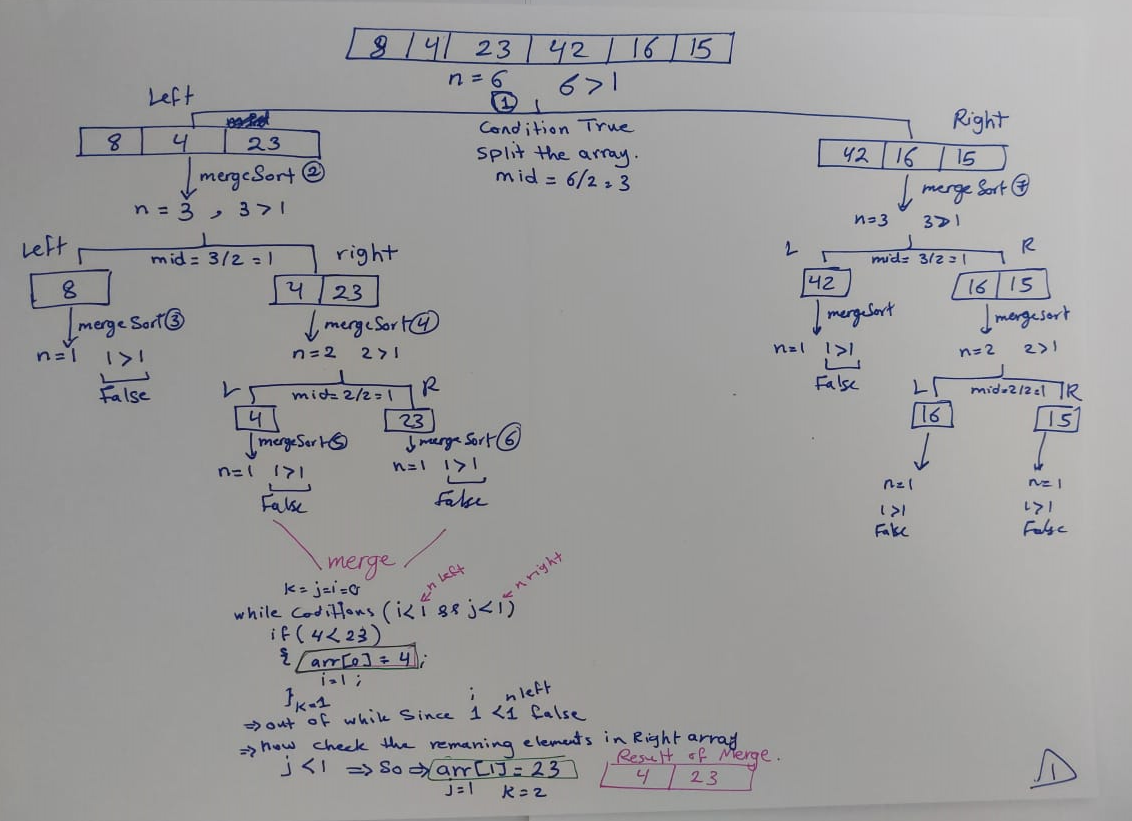 8 4 23 42 16 15
n = 6 6 > 1
①
Left
8 4 23
mergeSort ②
n = 3 , 3 > 1
Condition True
split the array.
mid = 6/2 = 3
Right
42 16 15
mergeSort ⑦
n=3 3>1
Left
mid = 3/2 = 1
right
8
4 23
mergeSort ③
n=1 1>1
False
mergeSort ④
n=2 2>1
L
mid= 2/2=1
R
4
23
mergeSort ⑤
n=1 1>1
False
mergeSort ⑥
n=1 1>1
False
L
mid= 3/2=1
R
42
16 15
mergeSort
n=1 1>1
False
mergesort
n=2 2>1
L
mid=2/2=1
R
16
15
n=1
1>1
False
n=1
1>1
False
merge
k= j=i=0
n left
n right
while Coditions (i<1 && j<1)
if( 4<23)
{ arr[0] = 4 ;
i=1 ;
} k=1
i nleft
⇒ out of while Since 1 <1 false
⇒ now check the remaning elements in Right array
j <1 ⇒ So ⇒ arr[1] = 23
j=1 k=2
Result of Merge.
4 23
1